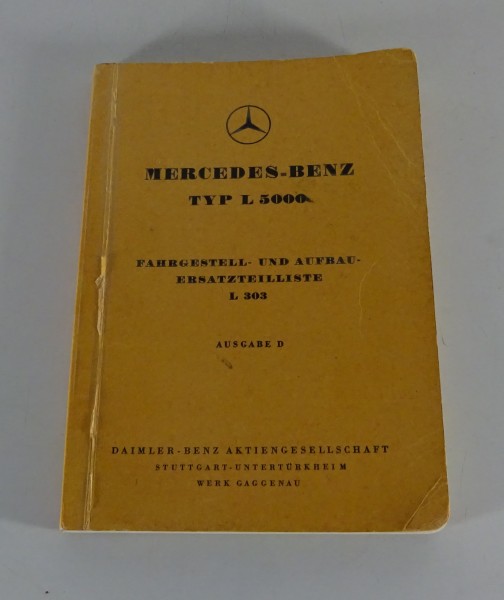 MERCEDES-BENZ
TYP L 5000
FAHRGESTELL- UND AUFBAU-
ERSATZTEILLISTE
L 303
AUSGABE D
DAIMLER-BENZ AKTIENGESELLSCHAFT
STUTTGART-UNTERTÜRKHEIM
WERK GAGGENAU